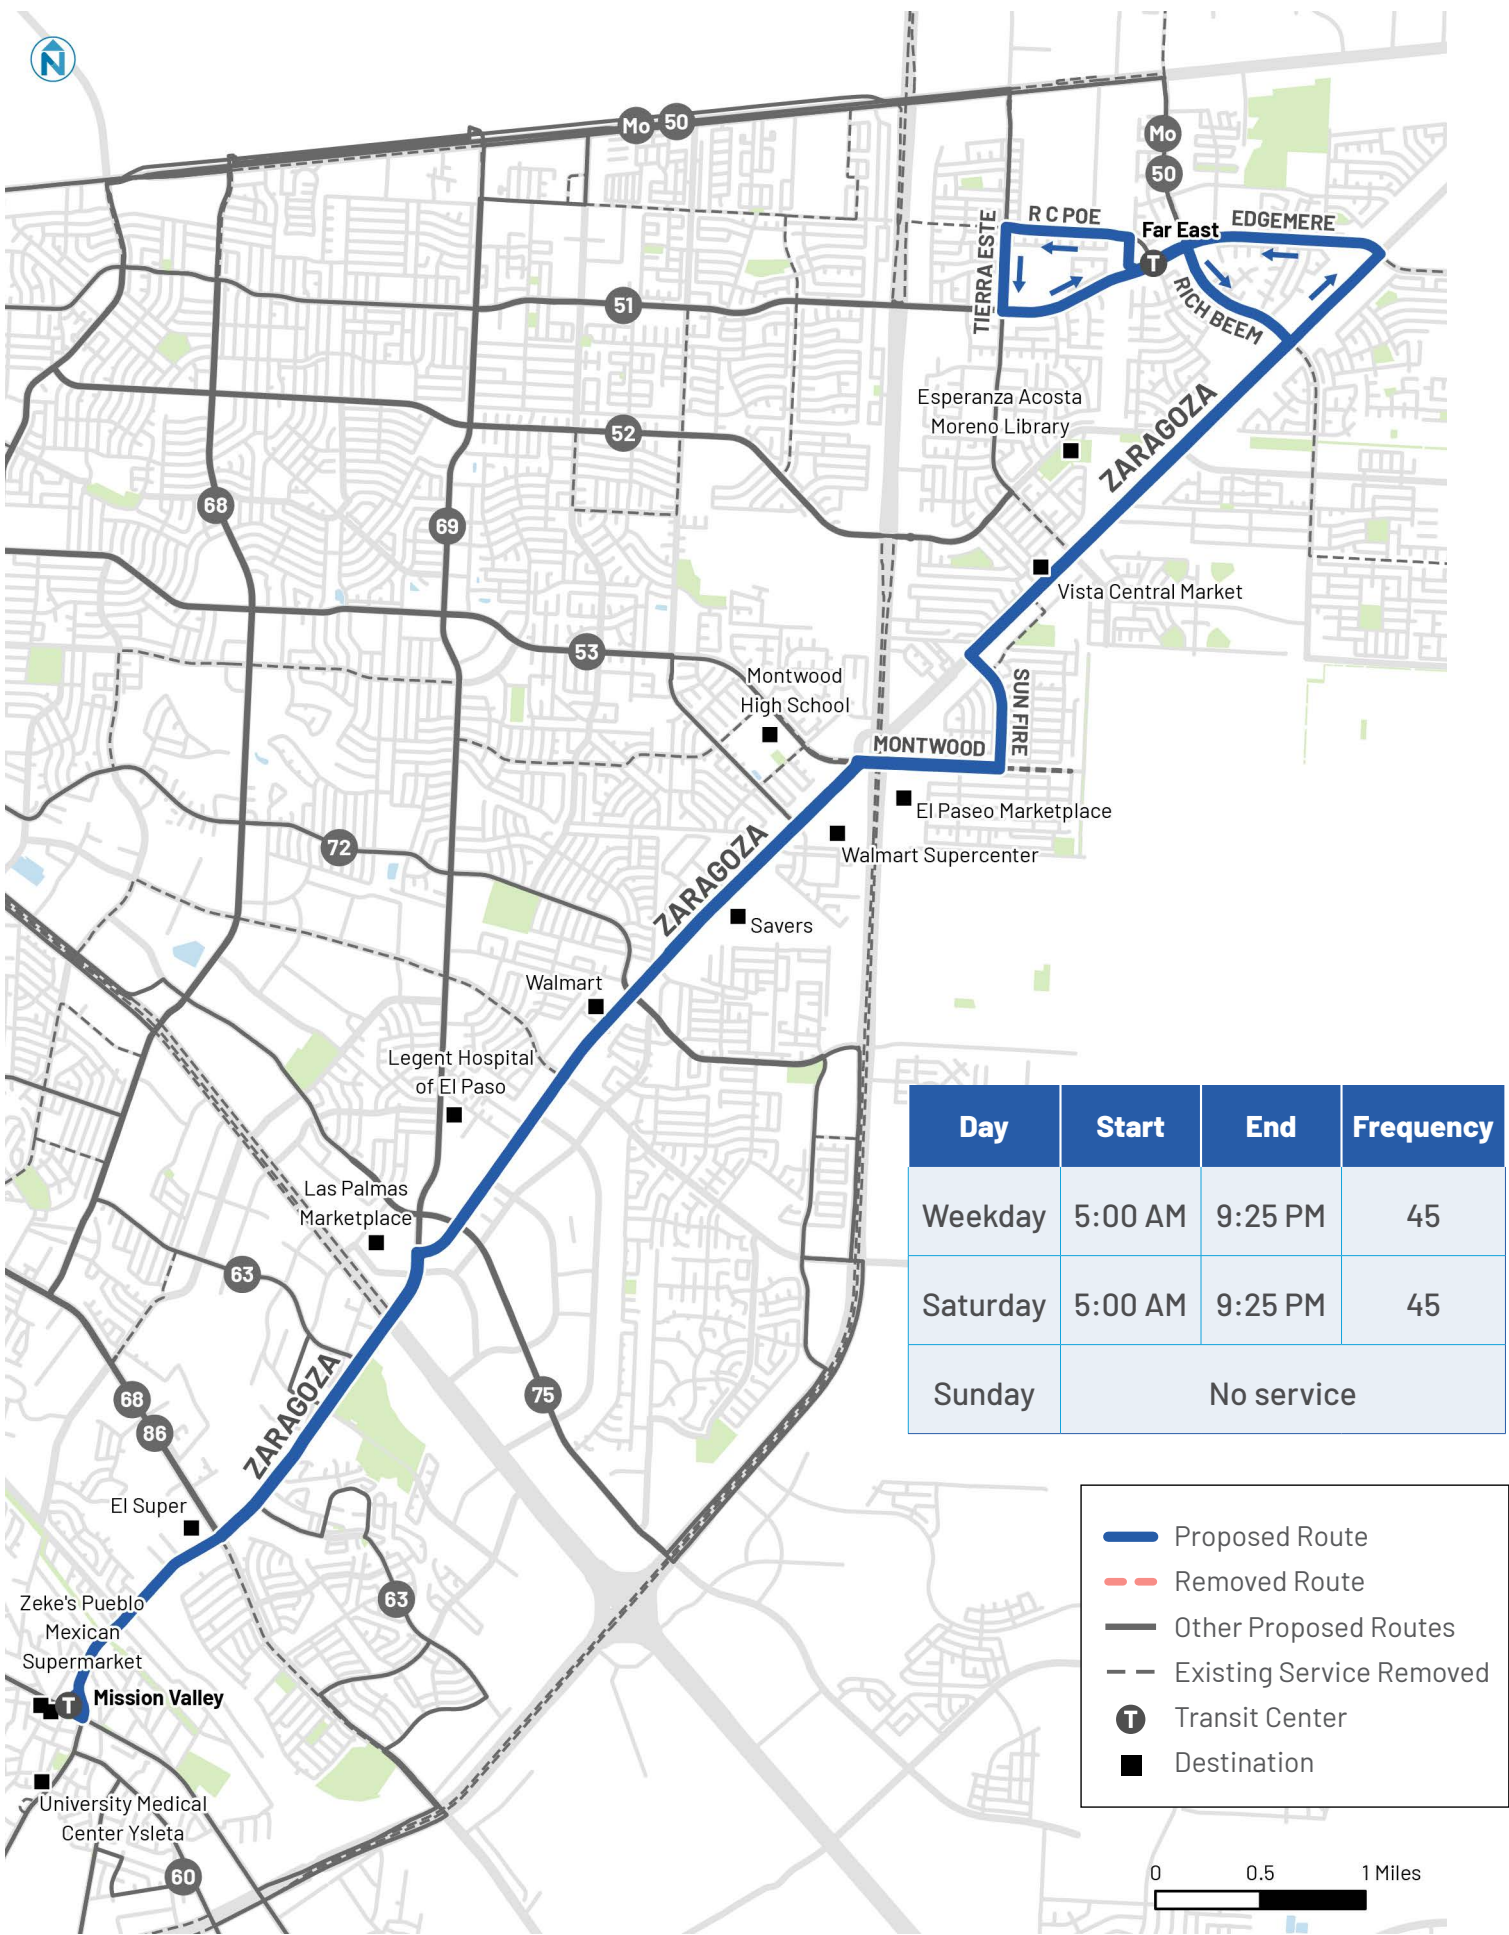 N
Mo
50
Mo
50
R C POE
Far East
EDGEMERE
T
TIERRA ESTE
RICH BEEM
51
Esperanza Acosta
Moreno Library
ZARAGOZA
52
68
69
Vista Central Market
53
Montwood
High School
SUN FIRE
MONTWOOD
El Paseo Marketplace
72
Walmart Supercenter
ZARAGOZA
Savers
Walmart
Legent Hospital
of El Paso
Day Start End Frequency
Weekday 5:00 AM 9:25 PM 45
Saturday 5:00 AM 9:25 PM 45
Sunday No service
Las Palmas
Marketplace
63
68
86
75
ZARAGOZA
El Super
63
Zeke's Pueblo
Mexican
Supermarket
T
Mission Valley
University Medical
Center Ysleta
60
Proposed Route
Removed Route
Other Proposed Routes
Existing Service Removed
T Transit Center
Destination
0 0.5 1 Miles